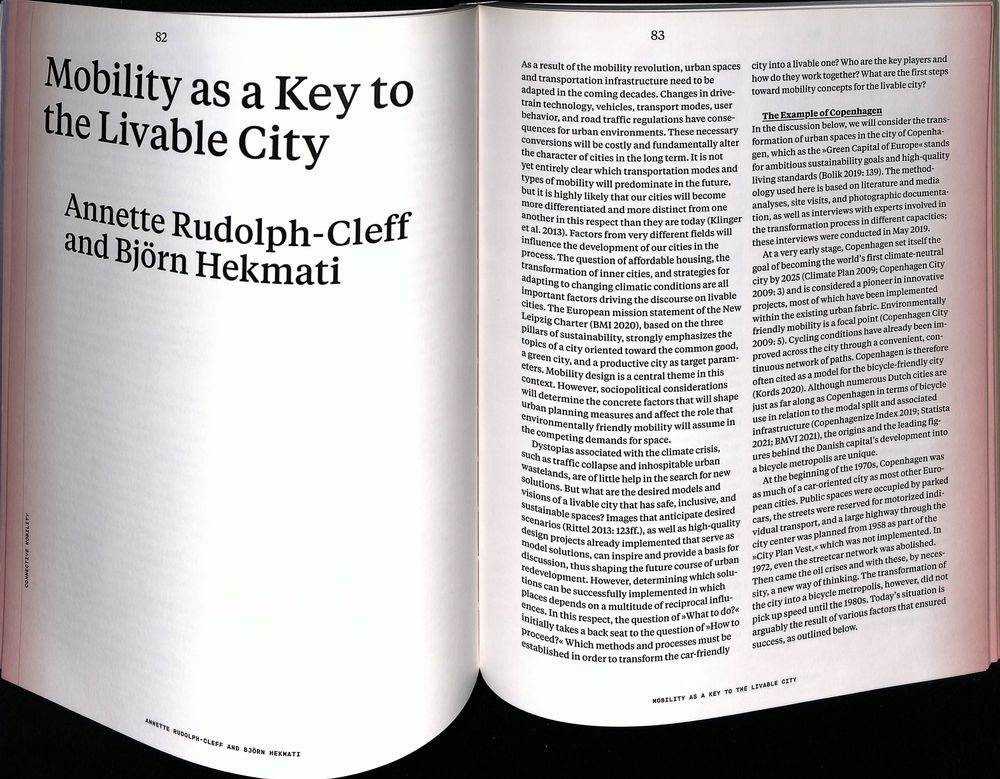 82
Mobility as a Key to
the Livable City
Annette Rudolph-Cleff
and Björn Hekmati
CONNECTIVE MOBILITY
ANNETTE RUDOLPH-CLEFF AND BJÖRN HEKMATI
83
As a result of the mobility revolution, urban spaces
and transportation infrastructure need to be
adapted in the coming decades. Changes in drive-
train technology, vehicles, transport modes, user
behavior, and road traffic regulations have conse-
quences for urban environments. These necessary
conversions will be costly and fundamentally alter
the character of cities in the long term. It is not
yet entirely clear which transportation modes and
types of mobility will predominate in the future,
but it is highly likely that our cities will become
more differentiated and more distinct from one
another in this respect than they are today (Klinger
et al. 2013). Factors from very different fields will
influence the development of our cities in the
process. The question of affordable housing, the
transformation of inner cities, and strategies for
adapting to changing climatic conditions are all
important factors driving the discourse on livable
cities. The European mission statement of the New
Leipzig Charter (BMI 2020), based on the three
pillars of sustainability, strongly emphasizes the
topics of a city oriented toward the common good,
a green city, and a productive city as target param-
eters. Mobility design is a central theme in this
context. However, sociopolitical considerations
will determine the concrete factors that will shape
urban planning measures and affect the role that
environmentally friendly mobility will assume in
the competing demands for space.
Dystopias associated with the climate crisis,
such as traffic collapse and inhospitable urban
wastelands, are of little help in the search for new
solutions. But what are the desired models and
visions of a livable city that has safe, inclusive, and
sustainable spaces? Images that anticipate desired
scenarios (Rittel 2013: 123ff.), as well as high-quality
design projects already implemented that serve as
model solutions, can inspire and provide a basis for
discussion, thus shaping the future course of urban
redevelopment. However, determining which solu-
tions can be successfully implemented in which
places depends on a multitude of reciprocal influ-
ences. In this respect, the question of »What to do?«
initially takes a back seat to the question of »How to
proceed?« Which methods and processes must be
established in order to transform the car-friendly
city into a livable one? Who are the key players and
how do they work together? What are the first steps
toward mobility concepts for the livable city?
The Example of Copenhagen
In the discussion below, we will consider the trans-
formation of urban spaces in the city of Copenha-
gen, which as the »Green Capital of Europe« stands
for ambitious sustainability goals and high-quality
living standards (Bolik 2019: 139). The method-
ology used here is based on literature and media
analyses, site visits, and photographic documenta-
tion, as well as interviews with experts involved in
the transformation process in different capacities;
these interviews were conducted in May 2019.
At a very early stage, Copenhagen set itself the
goal of becoming the world's first climate-neutral
city by 2025 (Climate Plan 2009; Copenhagen City
2009: 3) and is considered a pioneer in innovative
projects, most of which have been implemented
within the existing urban fabric. Environmentally
friendly mobility is a focal point (Copenhagen City
2009: 5). Cycling conditions have already been im-
proved across the city through a convenient, con-
tinuous network of paths. Copenhagen is therefore
often cited as a model for the bicycle-friendly city
(Kords 2020). Although numerous Dutch cities are
just as far along as Copenhagen in terms of bicycle
use in relation to the modal split and associated
infrastructure (Copenhagenize Index 2019; Statista
2021; BMVI 2021), the origins and the leading fig-
ures behind the Danish capital's development into
a bicycle metropolis are unique.
At the beginning of the 1970s, Copenhagen was
as much of a car-oriented city as most other Euro-
pean cities. Public spaces were occupied by parked
cars, the streets were reserved for motorized indi-
vidual transport, and a large highway through the
city center was planned from 1958 as part of the
»City Plan Vest,« which was not implemented. In
1972, even the streetcar network was abolished.
Then came the oil crises and with these, by neces-
sity, a new way of thinking. The transformation of
the city into a bicycle metropolis, however, did not
pick up speed until the 1980s. Today's situation is
arguably the result of various factors that ensured
success, as outlined below.
MOBILITY AS A KEY TO THE LIVABLE CITY